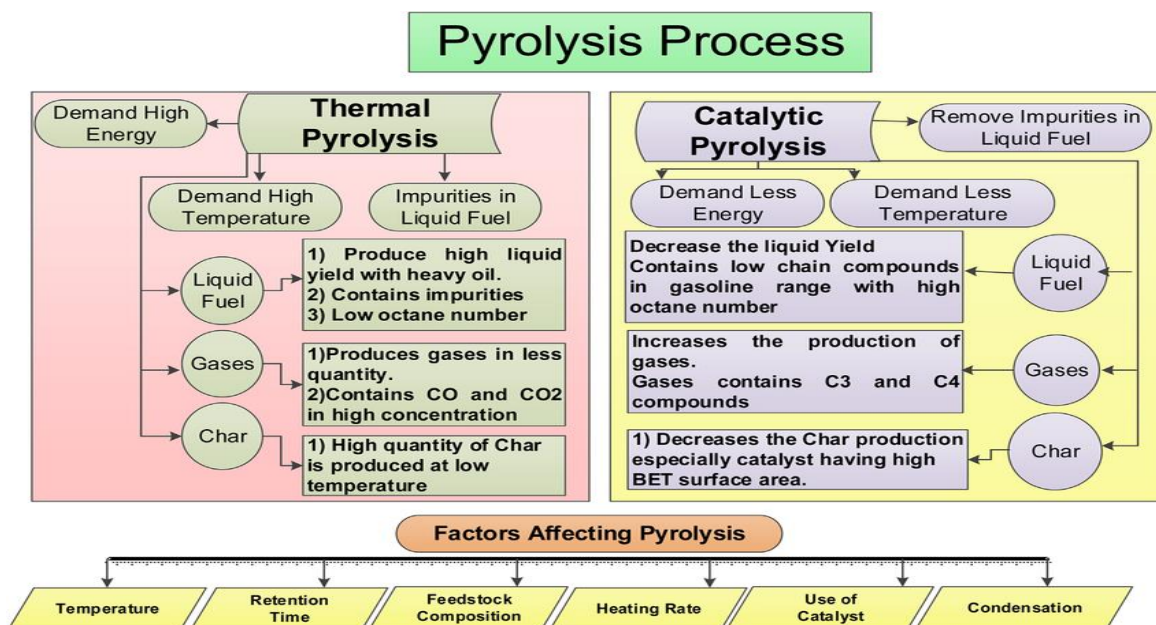 Pyrolysis Process
Demand High
Energy
Thermal
Pyrolysis
Demand High
Temperature
Impurities in
Liquid Fuel
Liquid
Fuel
1) Produce high liquid
yield with heavy oil.
2) Contains impurities
3) Low octane number
Gases
1)Produces gases in less
quantity.
2)Contains CO and CO2
in high concentration
Char
1) High quantity of Char
is produced at low
temperature
Catalytic
Pyrolysis
Remove Impurities in
Liquid Fuel
Demand Less
Energy
Demand Less
Temperature
Decrease the liquid Yield
Contains low chain compounds
in gasoline range with high
octane number
Liquid
Fuel
Increases the production of
gases.
Gases contains C3 and C4
compounds
Gases
1) Decreases the Char production
especially catalyst having high
BET surface area.
Char
Factors Affecting Pyrolysis
Temperature
Retention
Time
Feedstock
Composition
Heating Rate
Use of
Catalyst
Condensation